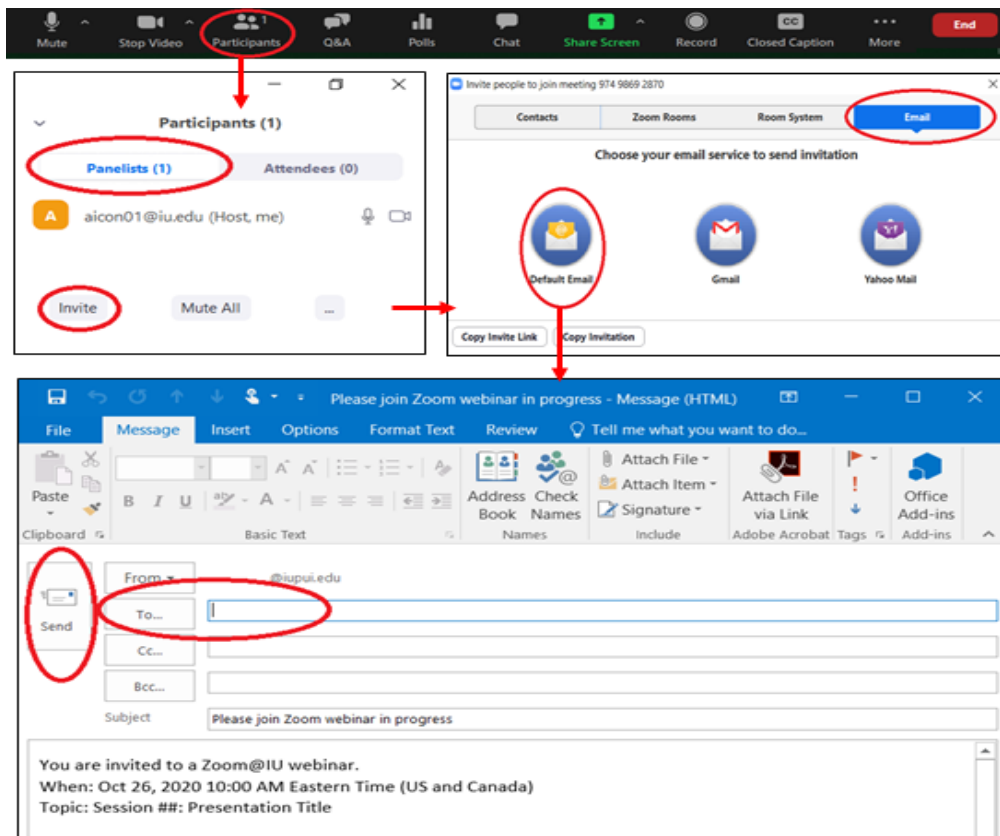 1
Mute Stop Video Participants Q&A Polls Chat Share Screen CC Record Closed Caption More End
Participants (1)
Panelists (1) Attendees (0)
A aicon01@iu.edu (Host, me)
Invite Mute All ...
Invite people to join meeting 974 9869 2870
Contacts Zoom Rooms Room System Email
Choose your email service to send invitation
Default Email Gmail Yahoo Mail
Copy Invite Link Copy Invitation
Please join Zoom webinar in progress - Message (HTML)
File Message Insert Options Format Text Review Tell me what you want to do...
Paste
B I U ab A
Address Book
Check Names
Attach File
Attach Item
Signature
Attach File via Link
Office Add-ins
Clipboard Basic Text Names Include Adobe Acrobat Tags Add-ins
Send
From @iupui.edu
To...
Cc...
Bcc...
Subject Please join Zoom webinar in progress
You are invited to a Zoom@IU webinar.
When: Oct 26, 2020 10:00 AM Eastern Time (US and Canada)
Topic: Session ##: Presentation Title